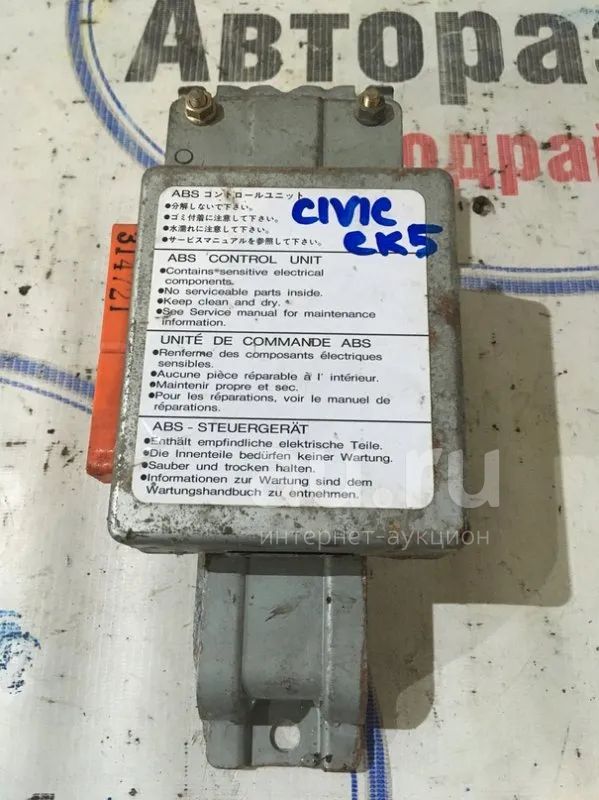 Автораз
одрай
ABS コントロールユニット
●分解しないで下さい。
●ゴミ付着に注意して下さい。
●水濡れに注意して下さい。
●サービスマニュアルを参照して下さい。
CIVIC
EK5
ABS CONTROL UNIT
●Contains sensitive electrical
components.
●No serviceable parts inside.
●Keep clean and dry.
●See Service manual for maintenance
information.
UNITÉ DE COMMANDE ABS
●Renferme des composants électriques
sensibles.
●Aucune pièce réparable à l' intérieur.
●Maintenir propre et sec.
●Pour les réparations, voir le manuel de
réparations.
ABS - STEUERGERÄT
●Enthält empfindliche elektrische Teile.
●Die Innenteile bedürfen keiner Wartung.
●Sauber und trocken halten.
●Informationen zur Wartung sind dem
Wartungshandbuch zu entnehmen.
314721
.ru
интернет-аукцион